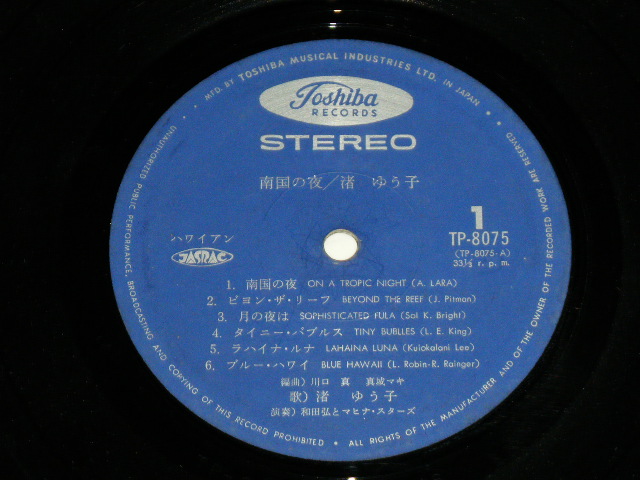 MFD. BY TOSHIBA MUSICAL INDUSTRIES LTD. IN JAPAN
Toshiba
RECORDS
STEREO
南国の夜/渚 ゆう子
1
TP-8075
(TP-8075-A)
33⅓ r. p. m.
ハワイアン
JASRAC
1. 南国の夜 ON A TROPIC NIGHT (A. LARA)
2. ビヨン・ザ・リーフ BEYOND THE REEF (J. Pitman)
3. 月の夜は SOPHISTICATED FULA (Sol K. Bright)
4. タイニー・バブルス TINY BUBLLES (L. E. King)
5. ラハイナ・ルナ LAHAINA LUNA (Kuiokalani Lee)
6. ブルー・ハワイ BLUE HAWAII (L. Robin-R. Rainger)
編曲) 川口 真 真城マキ
歌) 渚 ゆう子
演奏) 和田弘とマヒナ・スターズ
UNAUTHORIZED PUBLIC PERFORMANCE, BROADCASTING AND COPYING OF THIS RECORD PROHIBITED • ALL RIGHTS OF THE MANUFACTURER AND OF THE OWNER OF THE RECORDED WORK ARE RESERVED